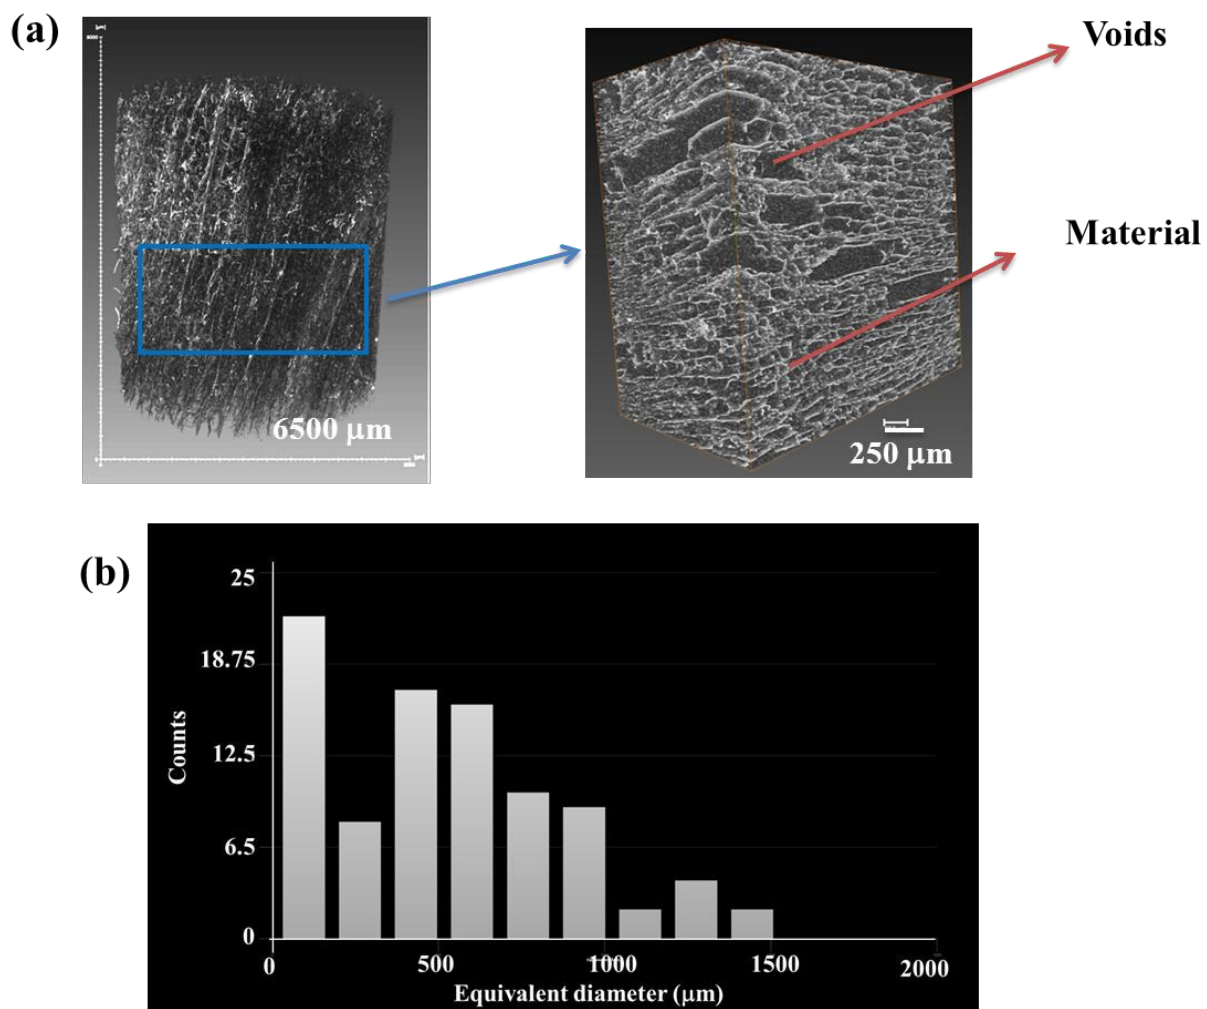 (a)
Voids
Material
6500 μm
250 μm
(b)
25
18.75
12.5
6.5
0
Counts
0 500 1000 1500 2000
Equivalent diameter (μm)